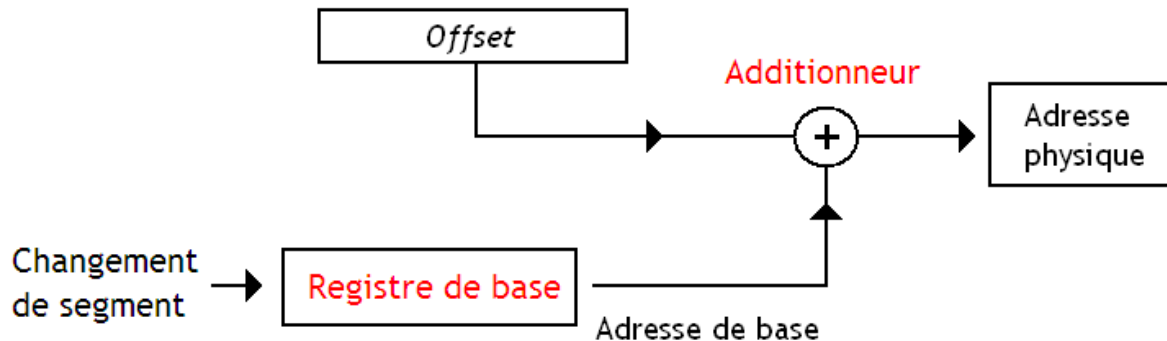 Offset
Additionneur
+
Adresse
physique
Changement
de segment
Registre de base
Adresse de base